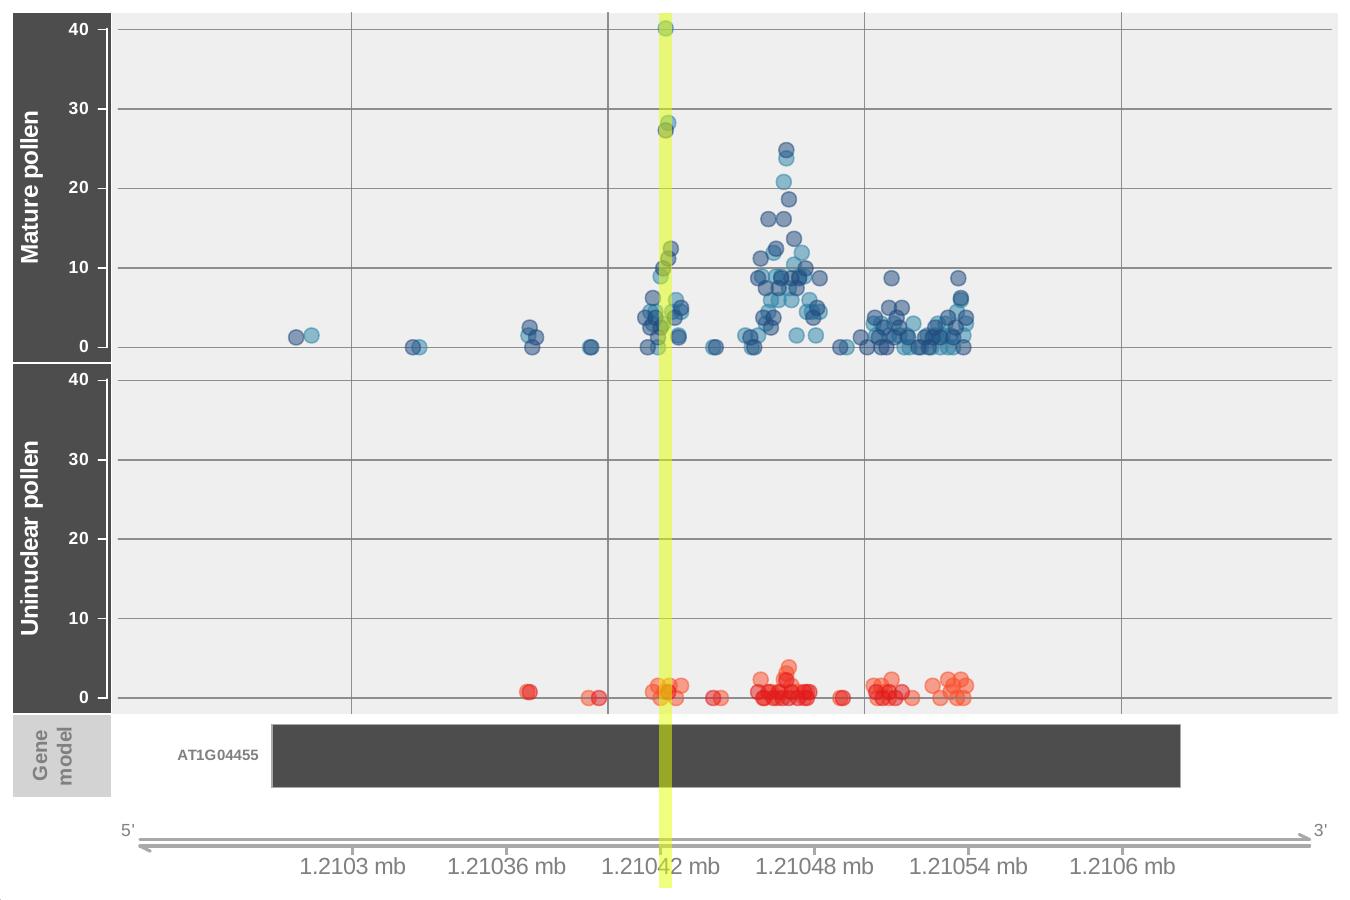 Mature pollen
40
30
20
10
0
Uninuclear pollen
40
30
20
10
0
Gene
model
AT1G04455
5'
3'
1.2103 mb
1.21036 mb
1.21042 mb
1.21048 mb
1.21054 mb
1.2106 mb